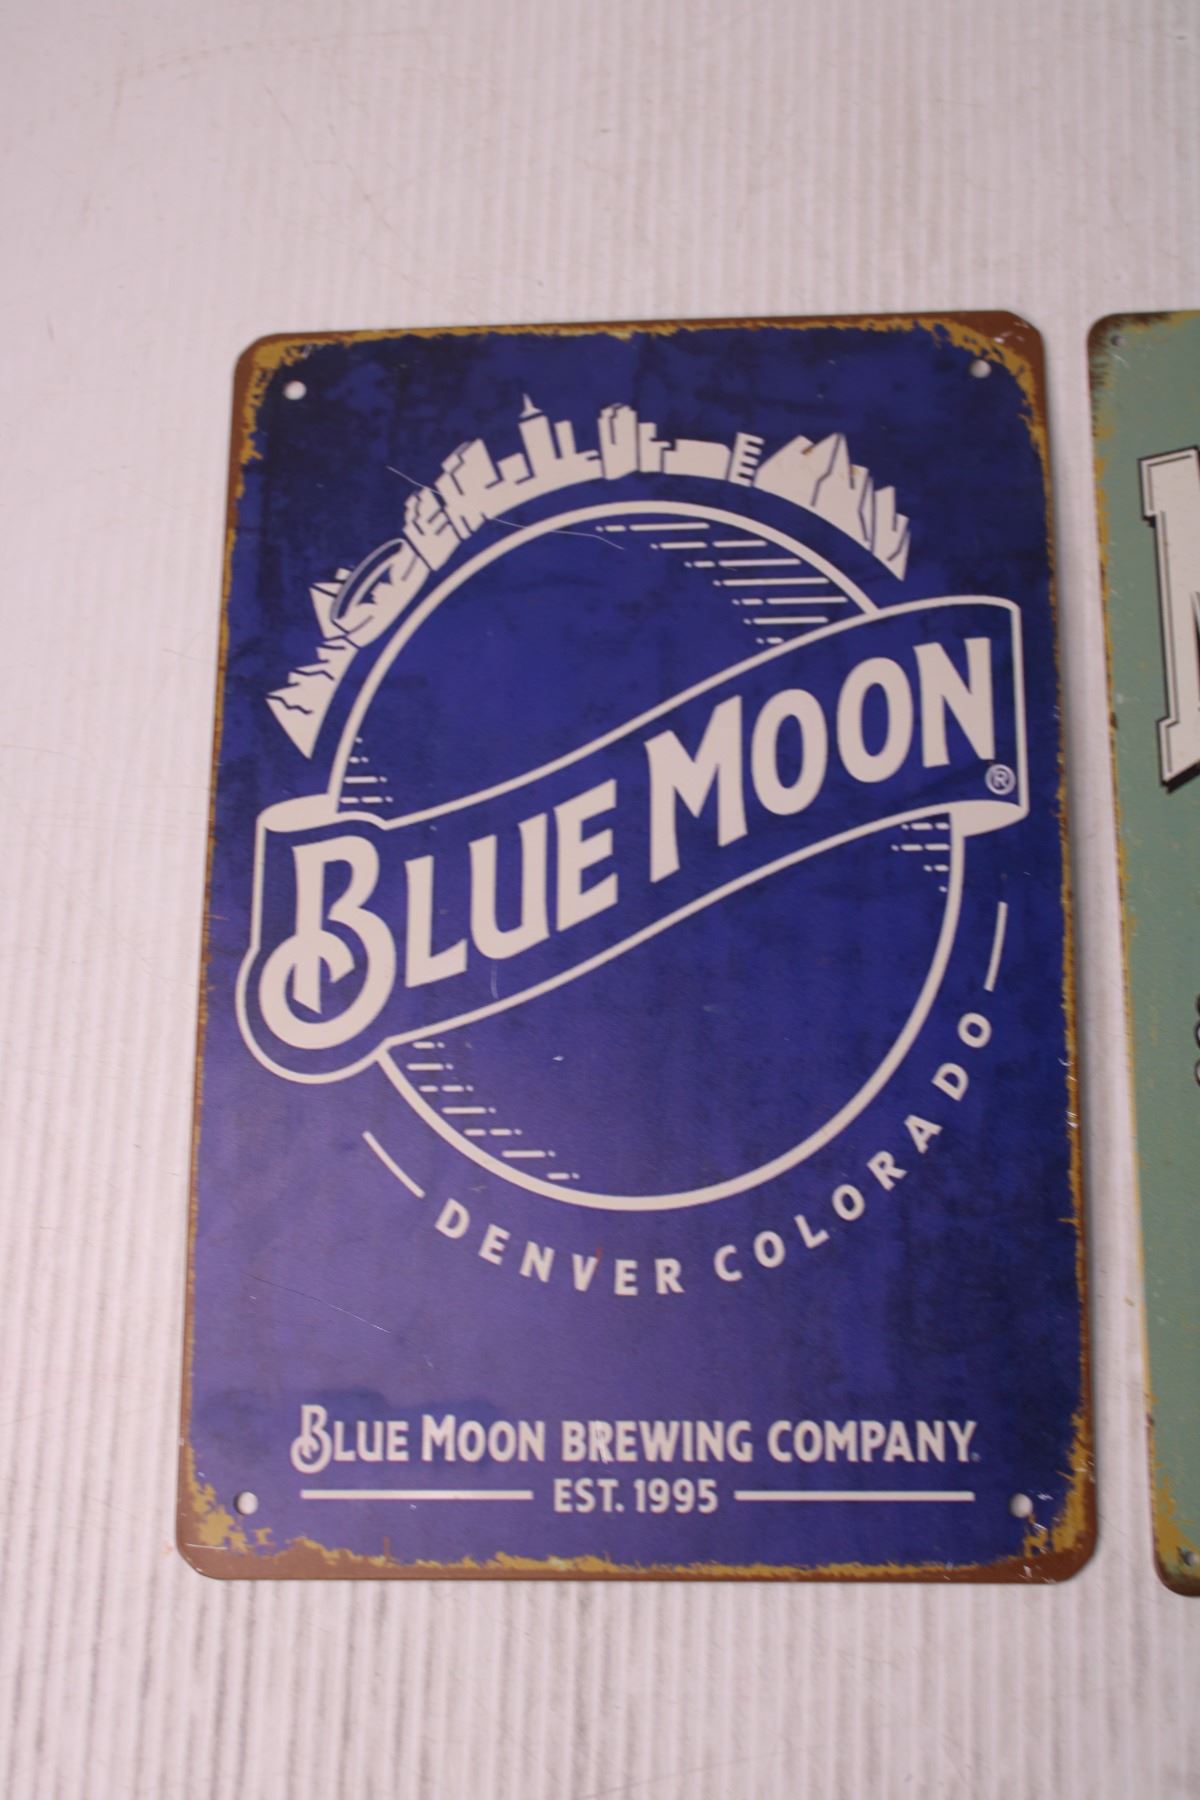 BLUE MOON
®
DENVER COLORADO
BLUE MOON BREWING COMPANY
EST. 1995